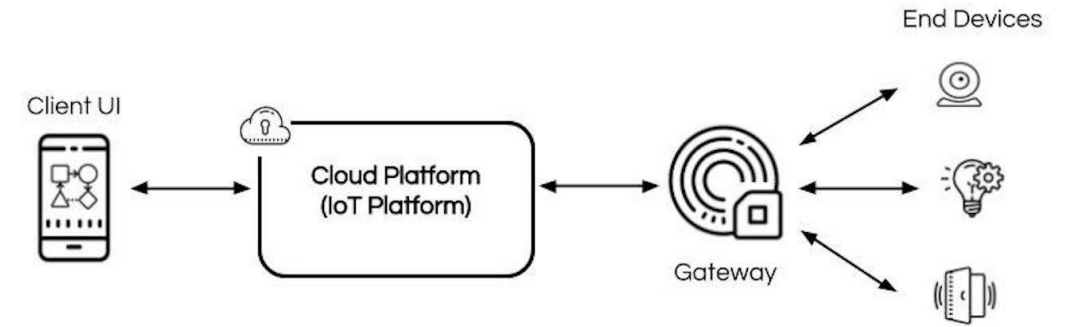 End Devices
Client UI
Cloud Platform
(IoT Platform)
Gateway